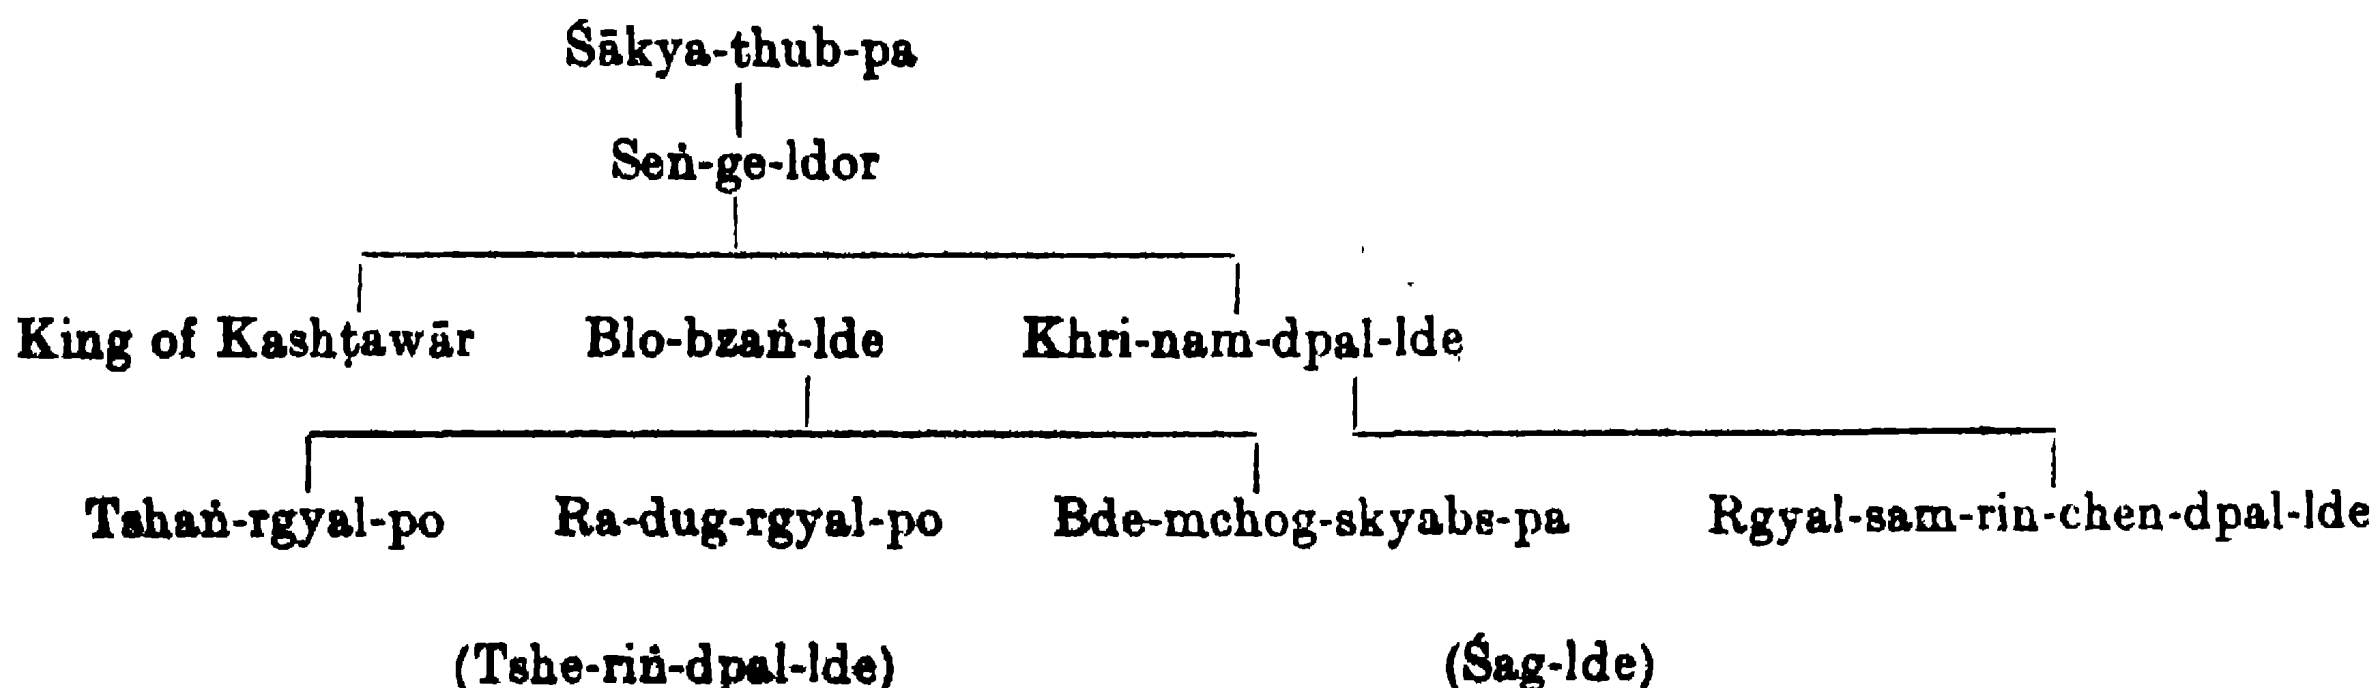 Śākya-thub-pa
Seṅ-ge-ldor
King of Kashṭawār Blo-bzaṅ-lde Khri-nam-dpal-lde
Tshaṅ-rgyal-po Ra-dug-rgyal-po Bde-mchog-skyabs-pa Rgyal-sam-rin-chen-dpal-lde
(Tshe-riṅ-dpal-lde) (Śag-lde)